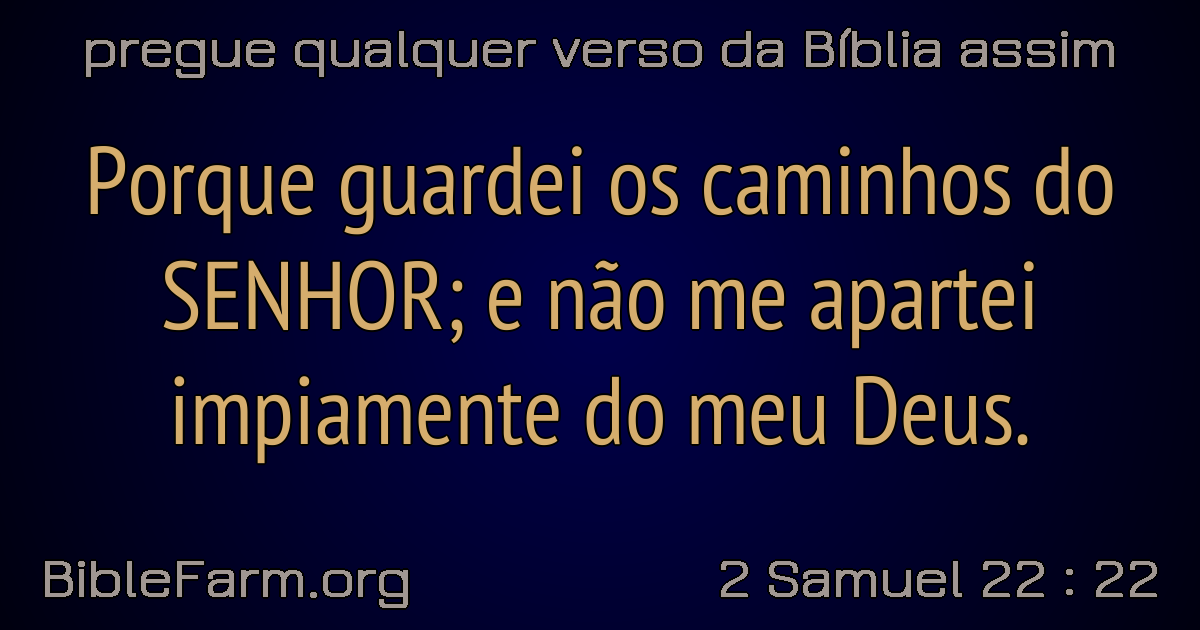 pregue qualquer verso da Bíblia assim
Porque guardei os caminhos do
SENHOR; e não me apartei
impiamente do meu Deus.
BibleFarm.org
2 Samuel 22 : 22